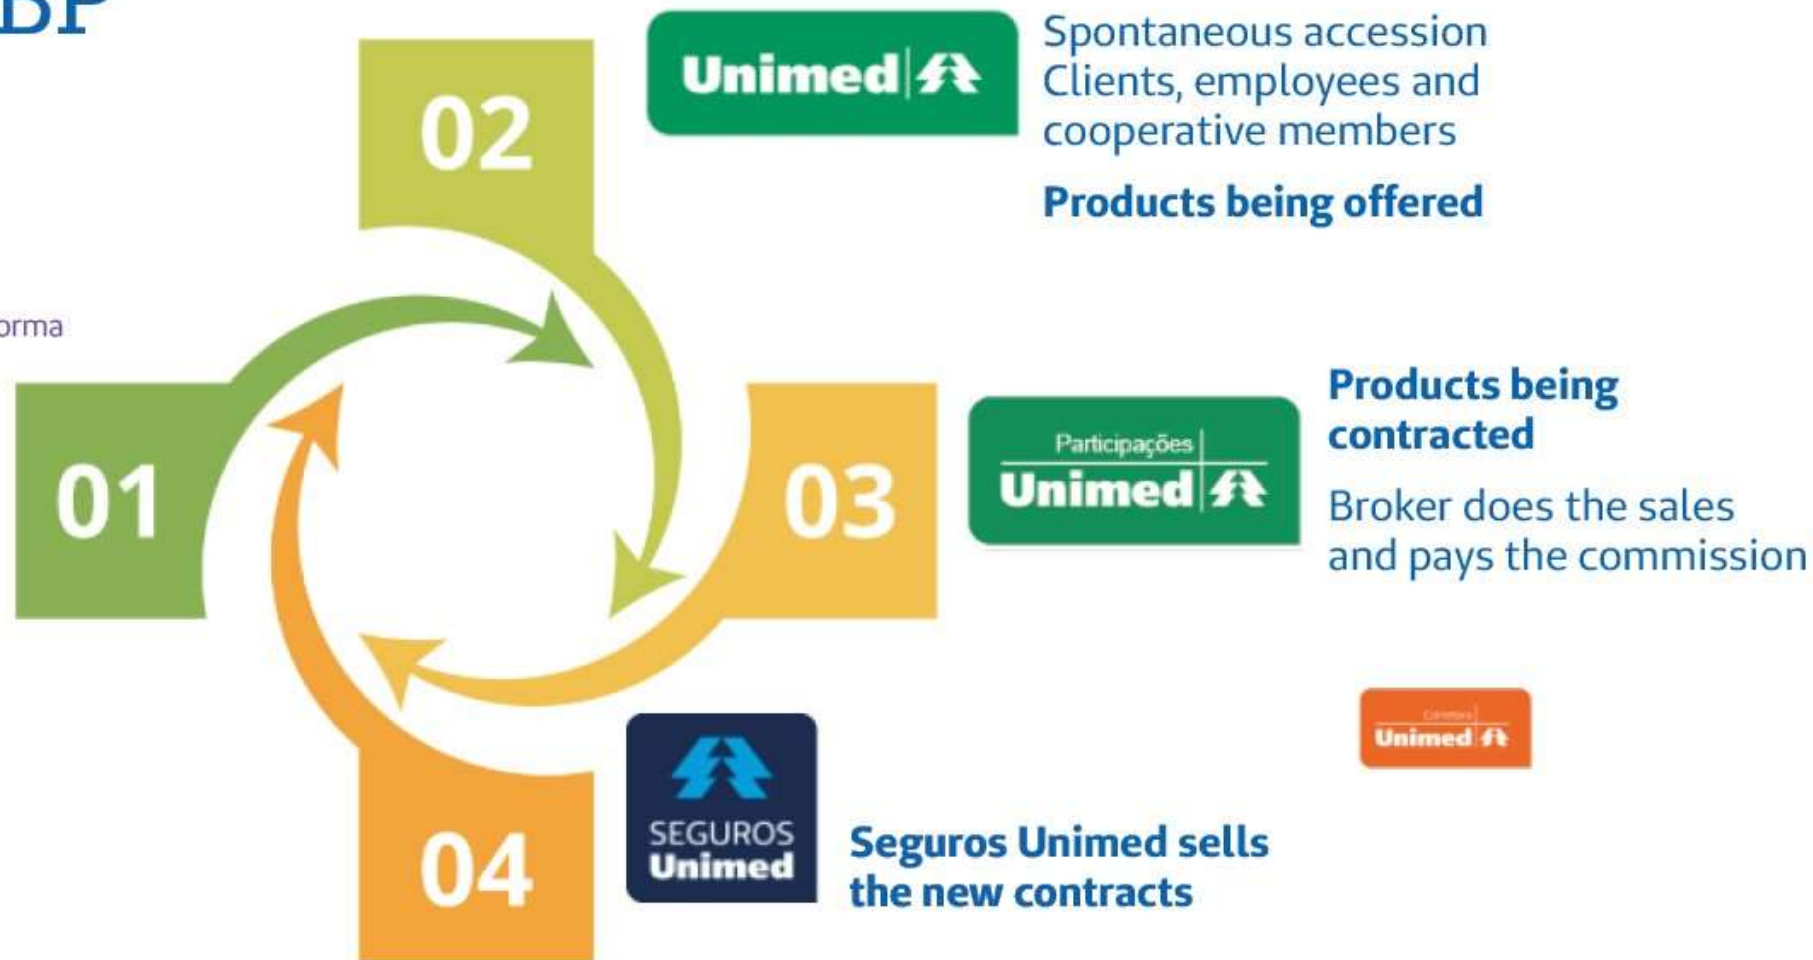 BP
02
Unimed
Spontaneous accession
Clients, employees and
cooperative members
Products being offered
orma
01
03
Participações
Unimed
Products being
contracted
Broker does the sales
and pays the commission
Corretora
Unimed
04
SEGUROS
Unimed
Seguros Unimed sells
the new contracts